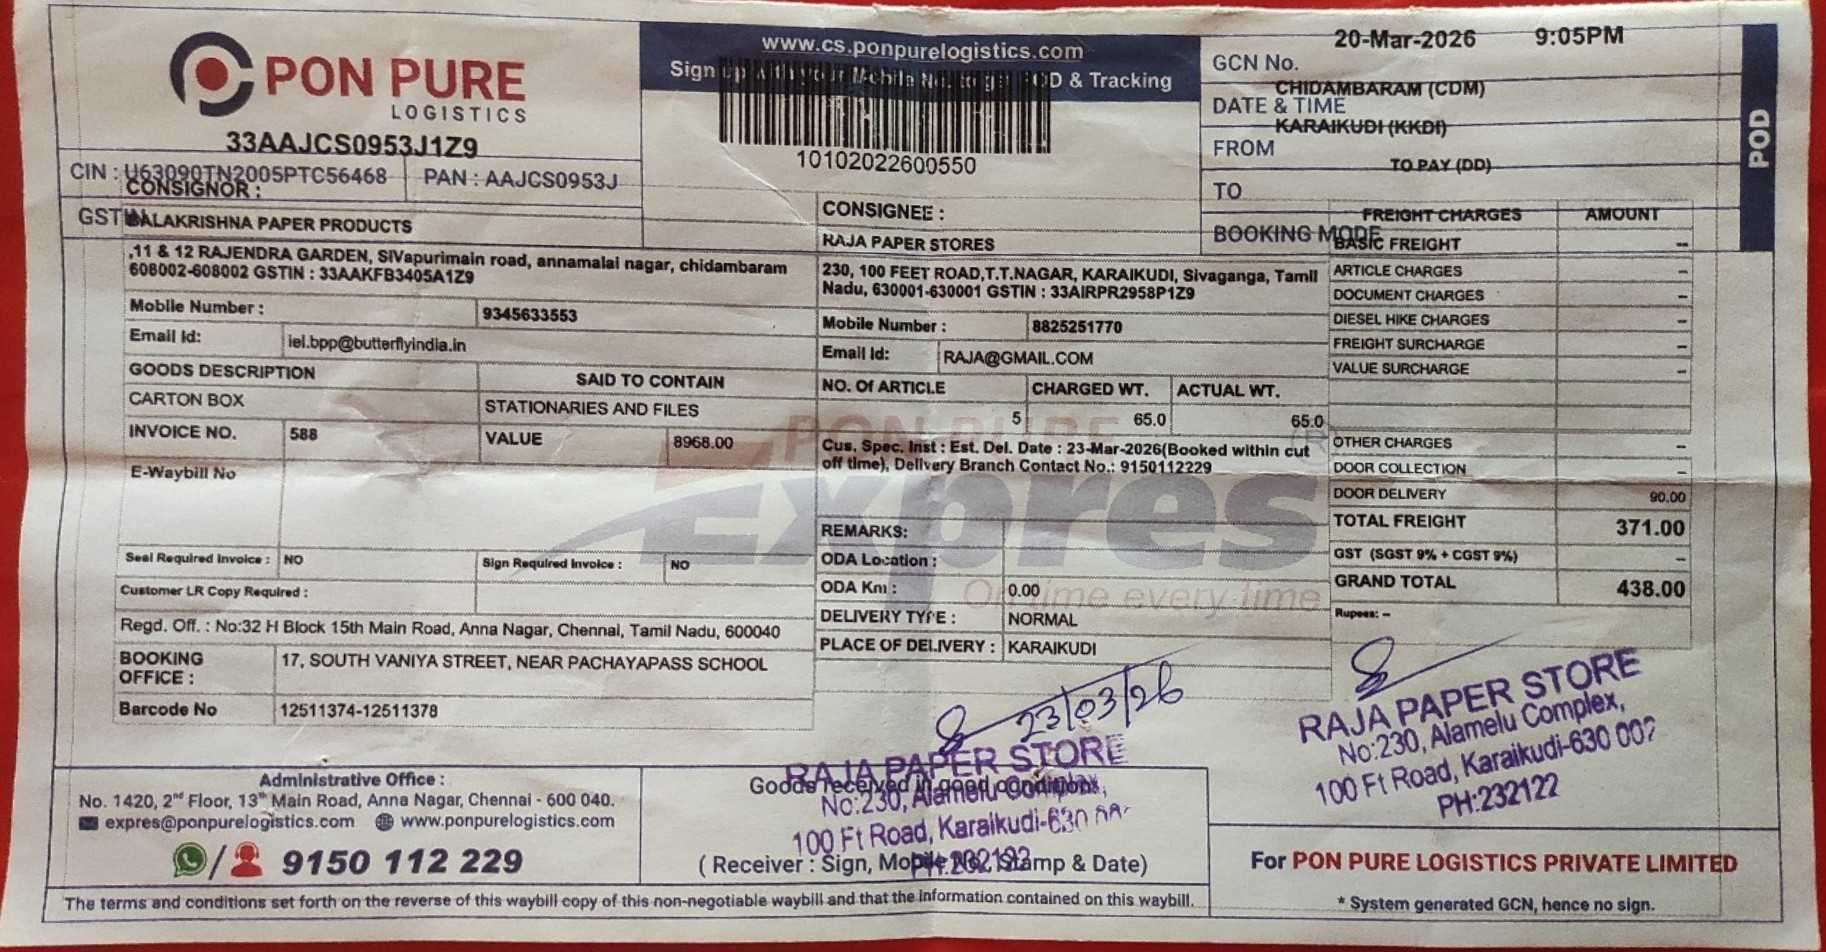 PON PURE
LOGISTICS
33AAJCS0953J1Z9
CIN : U63090TN2005PTC56468 PAN : AAJCS0953J
GSTIN
www.cs.ponpurelogistics.com
Sign up with your Mobile No. to get POD & Tracking
10102022600550
20-Mar-2026 9:05PM
GCN No.
CHIDAMBARAM (CDM)
DATE & TIME
KARAIKUDI (KKDI)
FROM
TO PAY (DD)
TO
BOOKING MODE
POD
CONSIGNOR :
BALAKRISHNA PAPER PRODUCTS
,11 & 12 RAJENDRA GARDEN, SIVapurimain road, annamalai nagar, chidambaram
608002-608002 GSTIN : 33AAKFB3405A1Z9
Mobile Number : 9345633553
Email Id: iel.bpp@butterflyindia.in
GOODS DESCRIPTION SAID TO CONTAIN
CARTON BOX STATIONARIES AND FILES
INVOICE NO. 588 VALUE 8968.00
E-Waybill No
Seal Required Invoice : NO Sign Required Invoice : NO
Customer LR Copy Required :
Regd. Off. : No:32 H Block 15th Main Road, Anna Nagar, Chennai, Tamil Nadu, 600040
BOOKING OFFICE : 17, SOUTH VANIYA STREET, NEAR PACHAYAPASS SCHOOL
Barcode No 12511374-12511378
CONSIGNEE :
RAJA PAPER STORES
230, 100 FEET ROAD,T.T.NAGAR, KARAIKUDI, Sivaganga, Tamil
Nadu, 630001-630001 GSTIN : 33AIRPR2958P1Z9
Mobile Number : 8825251770
Email Id: RAJA@GMAIL.COM
NO. Of ARTICLE CHARGED WT. ACTUAL WT.
5 65.0 65.0
Cus. Spec. Inst : Est. Del. Date : 23-Mar-2026(Booked within cut
off time), Delivery Branch Contact No.: 9150112229
PON PURE
Expres
On time every time
REMARKS:
ODA Location :
ODA Km : 0.00
DELIVERY TYPE : NORMAL
PLACE OF DELIVERY : KARAIKUDI
FREIGHT CHARGES AMOUNT
BASIC FREIGHT --
ARTICLE CHARGES -
DOCUMENT CHARGES -
DIESEL HIKE CHARGES -
FREIGHT SURCHARGE -
VALUE SURCHARGE -
OTHER CHARGES -
DOOR COLLECTION -
DOOR DELIVERY 90.00
TOTAL FREIGHT 371.00
GST (SGST 9% + CGST 9%) -
GRAND TOTAL 438.00
Rupees: -
23/03/26
RAJA PAPER STORE
No:230, Alamelu Complex,
100 Ft Road, Karaikudi-630
Goods received in good condition
( Receiver : Sign, Mobile No., Stamp & Date)
RAJA PAPER STORE
No:230, Alamelu Complex,
100 Ft Road, Karaikudi-630 002
PH:232122
Administrative Office :
No. 1420, 2nd Floor, 13th Main Road, Anna Nagar, Chennai - 600 040.
expres@ponpurelogistics.com www.ponpurelogistics.com
9150 112 229
For PON PURE LOGISTICS PRIVATE LIMITED
The terms and conditions set forth on the reverse of this waybill copy of this non-negotiable waybill and that the information contained on this waybill.
* System generated GCN, hence no sign.